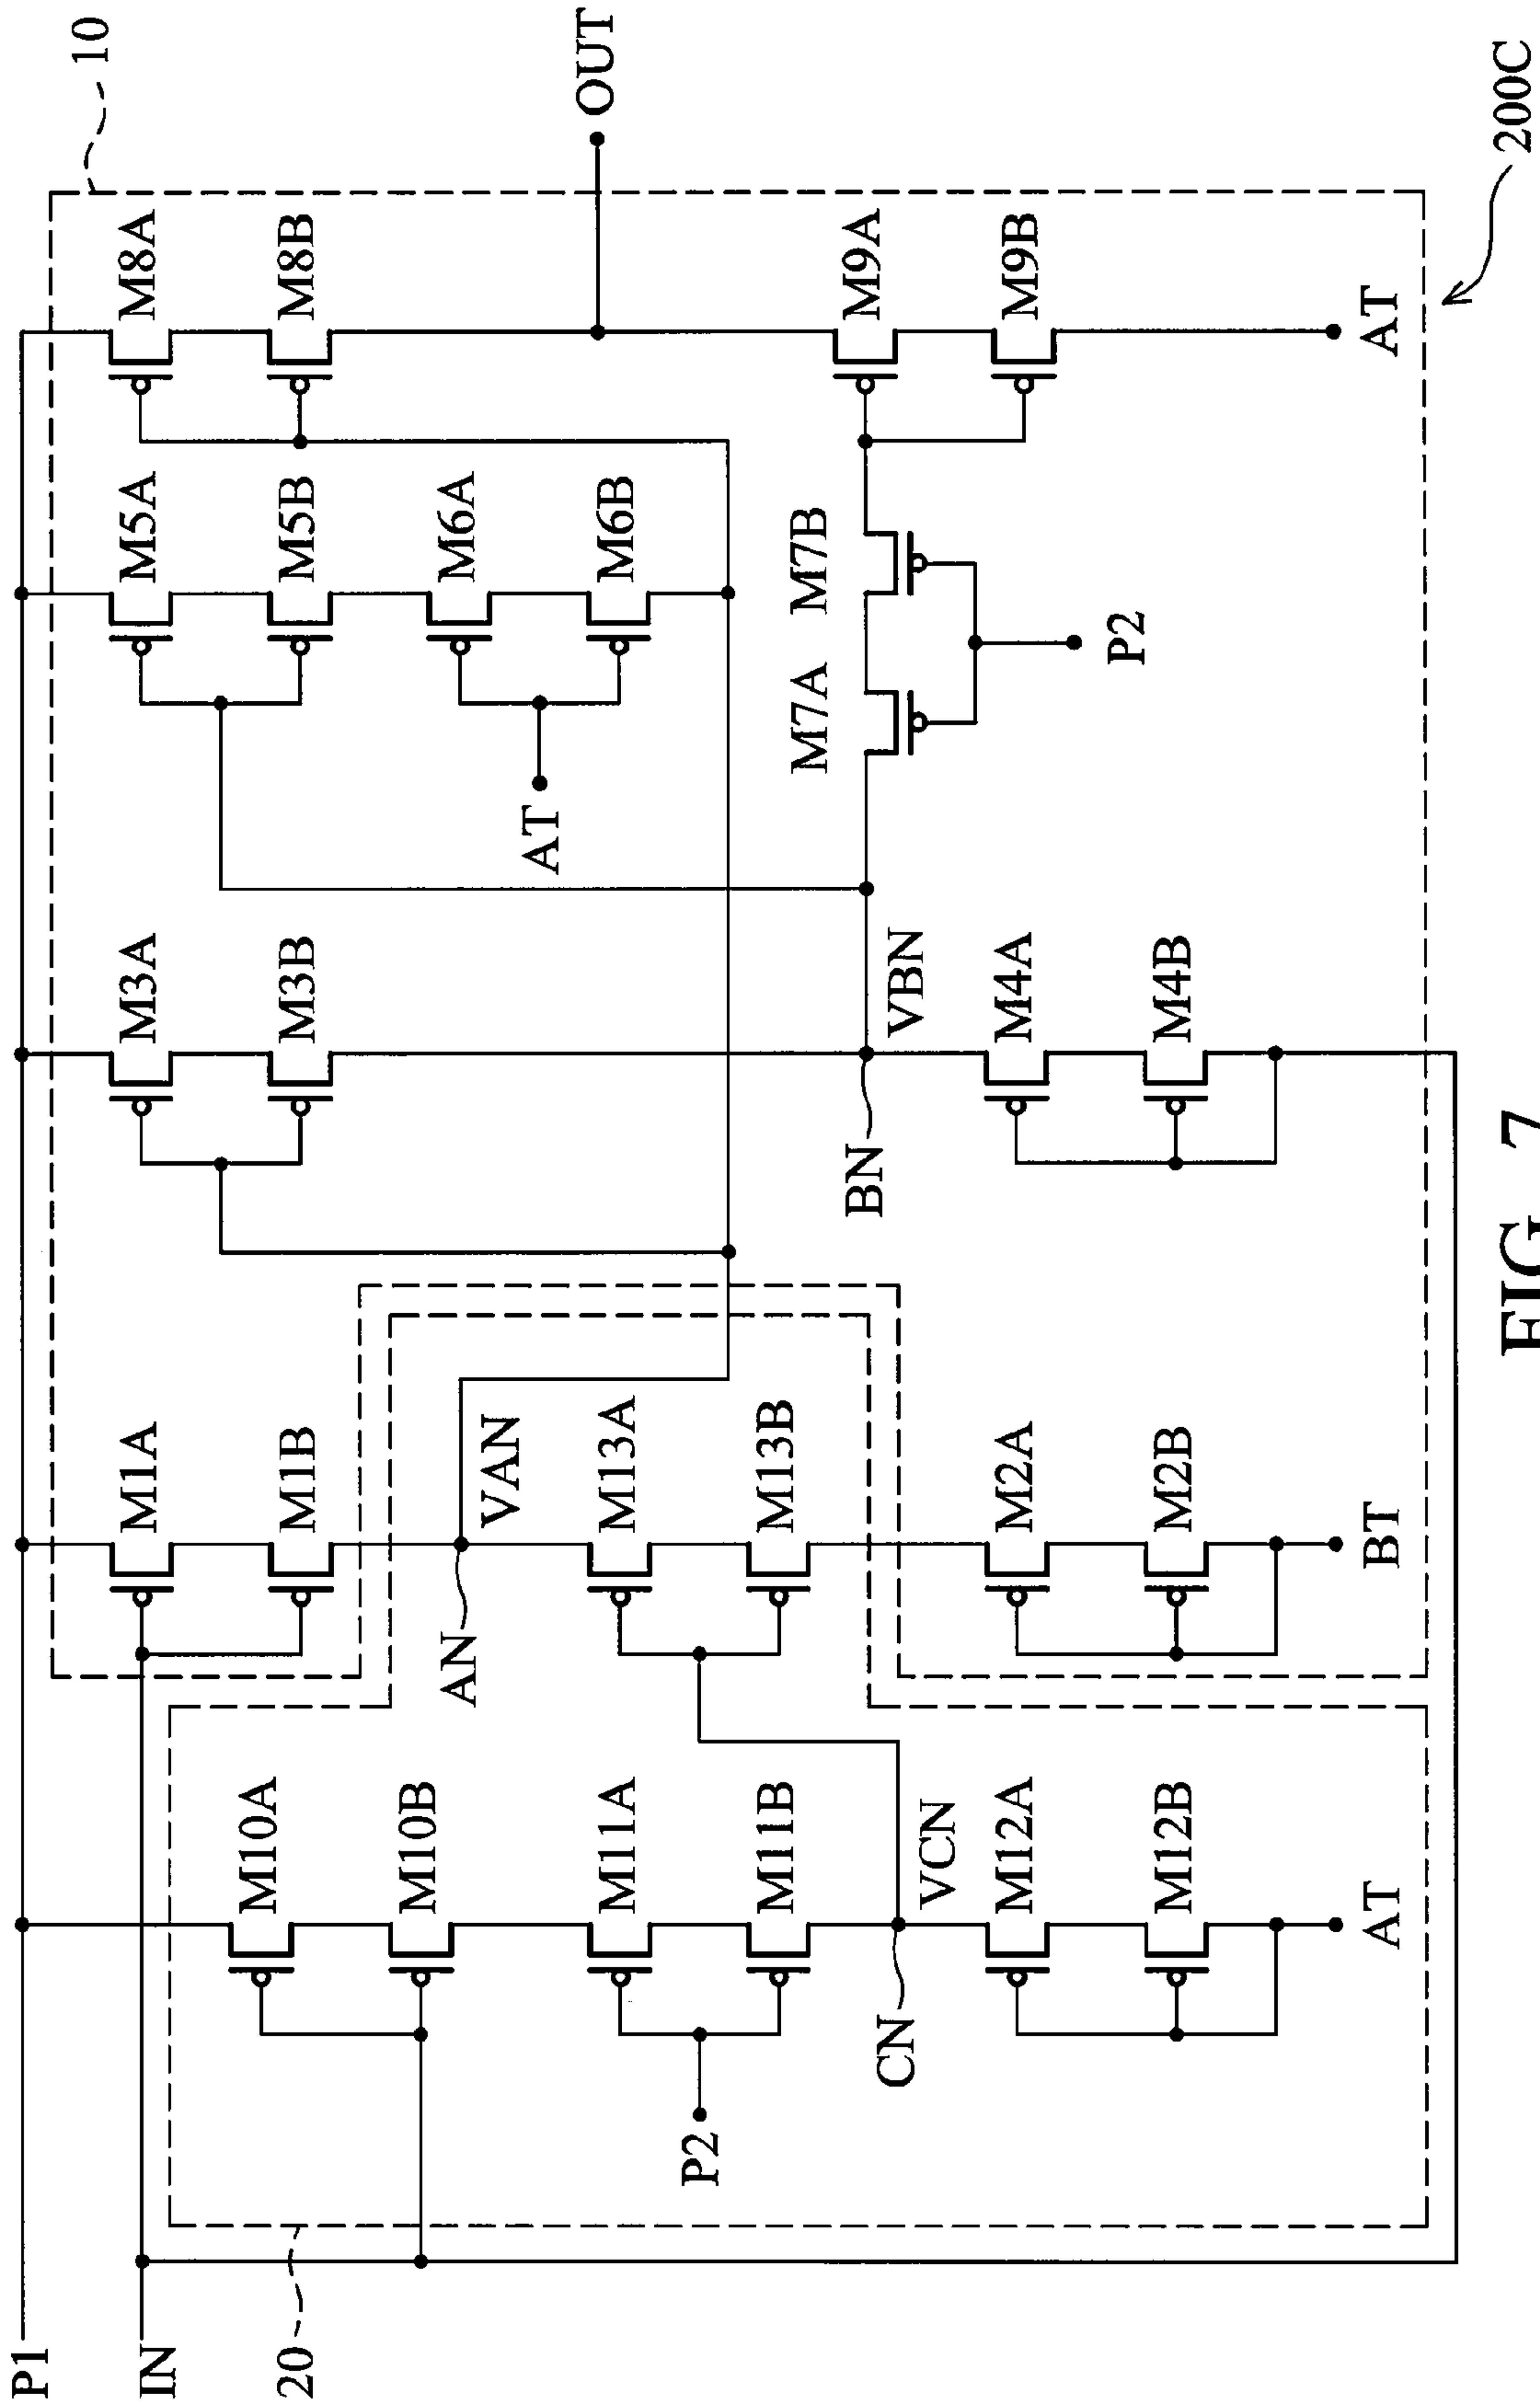 P1
IN
20
10
M10A
M10B
M11A
M11B
P2
CN
VCN
M12A
M12B
AT
M1A
M1B
AN
VAN
M13A
M13B
M2A
M2B
BT
M3A
M3B
BN
VBN
M4A
M4B
M5A
M5B
M6A
M6B
AT
M7A
M7B
P2
M8A
M8B
OUT
M9A
M9B
AT
200C
FIG. 7